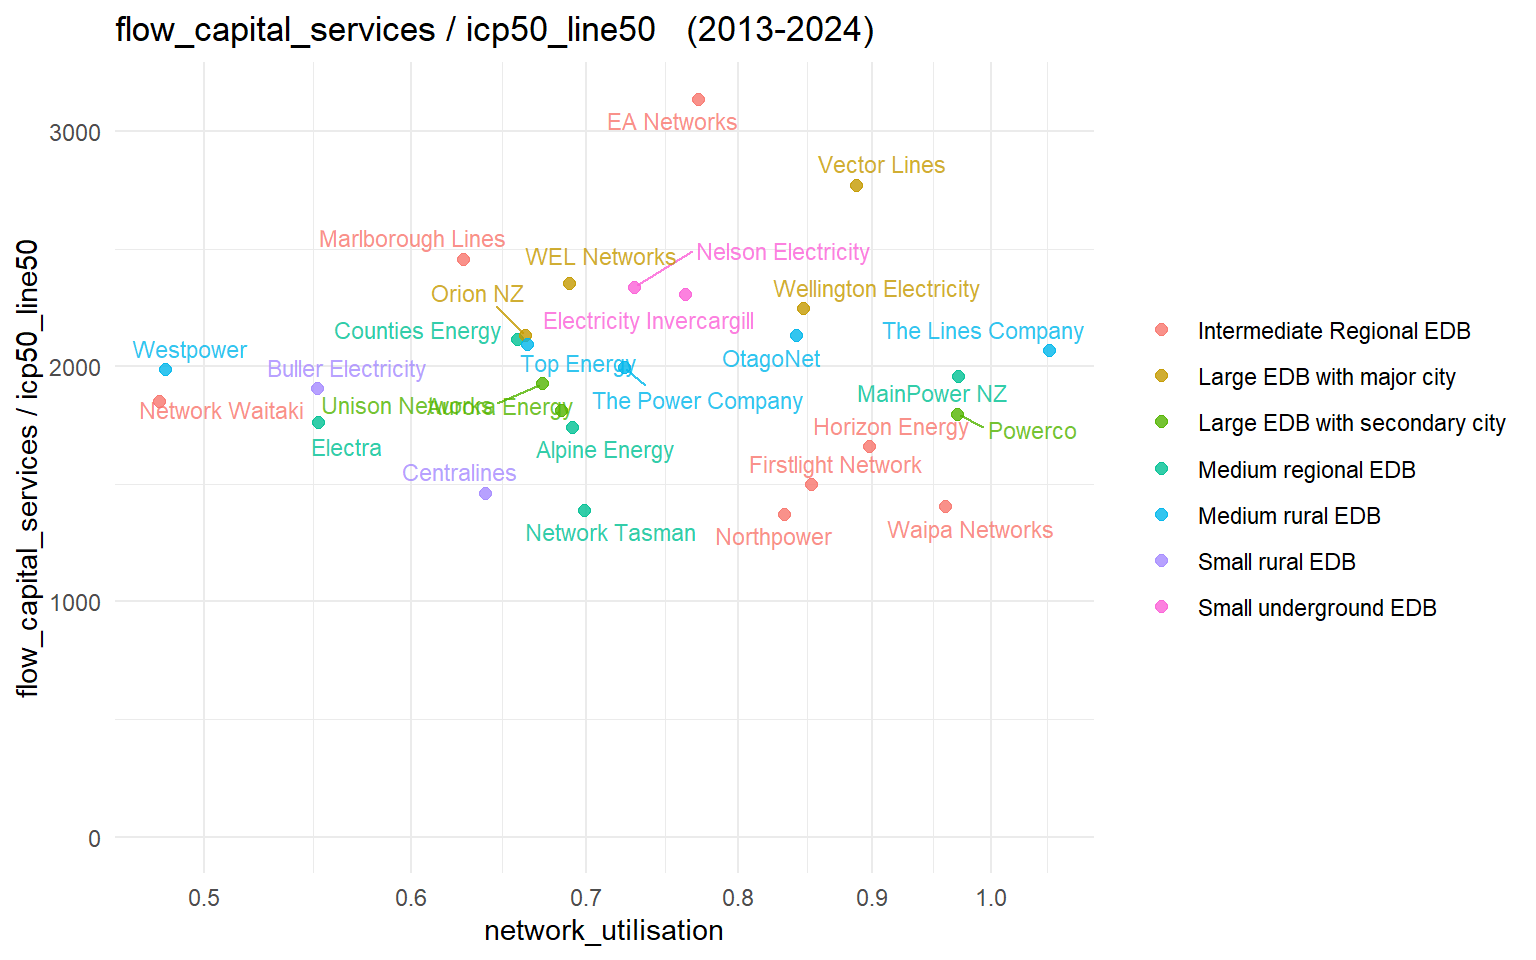 flow_capital_services / icp50_line50   (2013-2024)
flow_capital_services / icp50_line50
3000
2000
1000
0
EA Networks
Vector Lines
Marlborough Lines
WEL Networks
Nelson Electricity
Orion NZ
Wellington Electricity
Electricity Invercargill
Counties Energy
The Lines Company
Westpower
Top Energy
OtagoNet
Buller Electricity
MainPower NZ
Network Waitaki
Unison Networks
Aurora Energy
The Power Company
Horizon Energy
Powerco
Electra
Alpine Energy
Firstlight Network
Centralines
Network Tasman
Northpower
Waipa Networks
0.5
0.6
0.7
0.8
0.9
1.0
network_utilisation
Intermediate Regional EDB
Large EDB with major city
Large EDB with secondary city
Medium regional EDB
Medium rural EDB
Small rural EDB
Small underground EDB